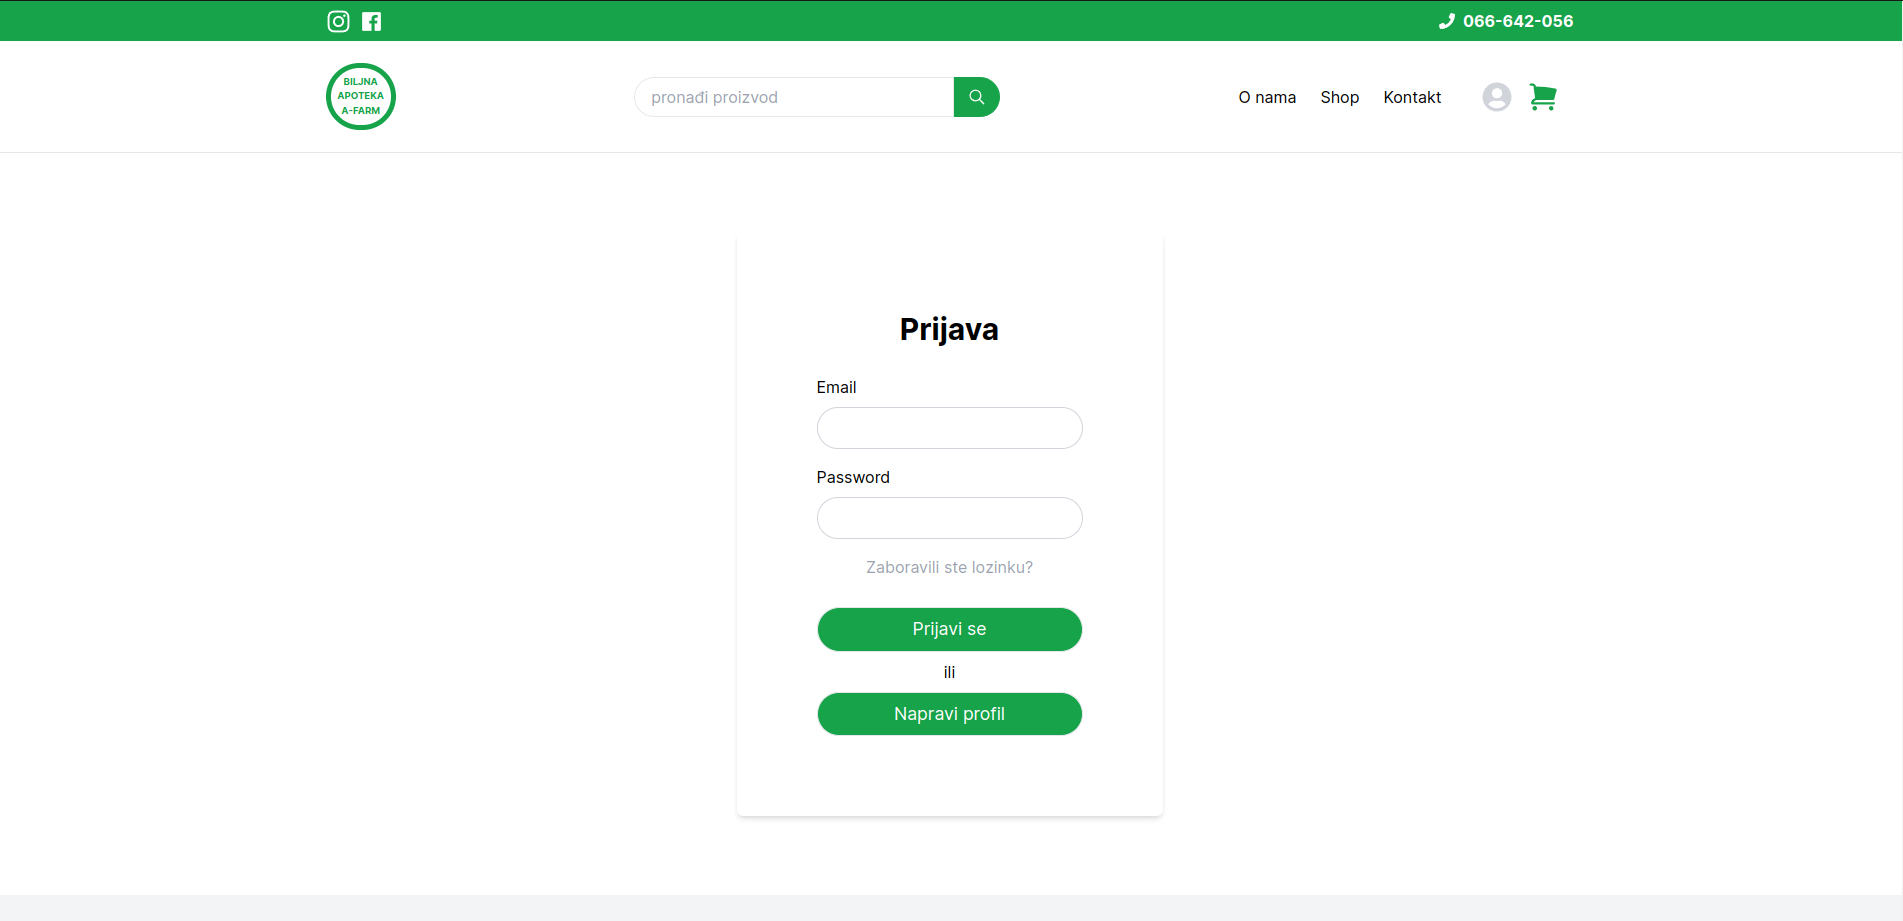 066-642-056
BILJNA
APOTEKA
A-FARM
pronađi proizvod
O nama
Shop
Kontakt
Prijava
Email
Password
Zaboravili ste lozinku?
Prijavi se
ili
Napravi profil